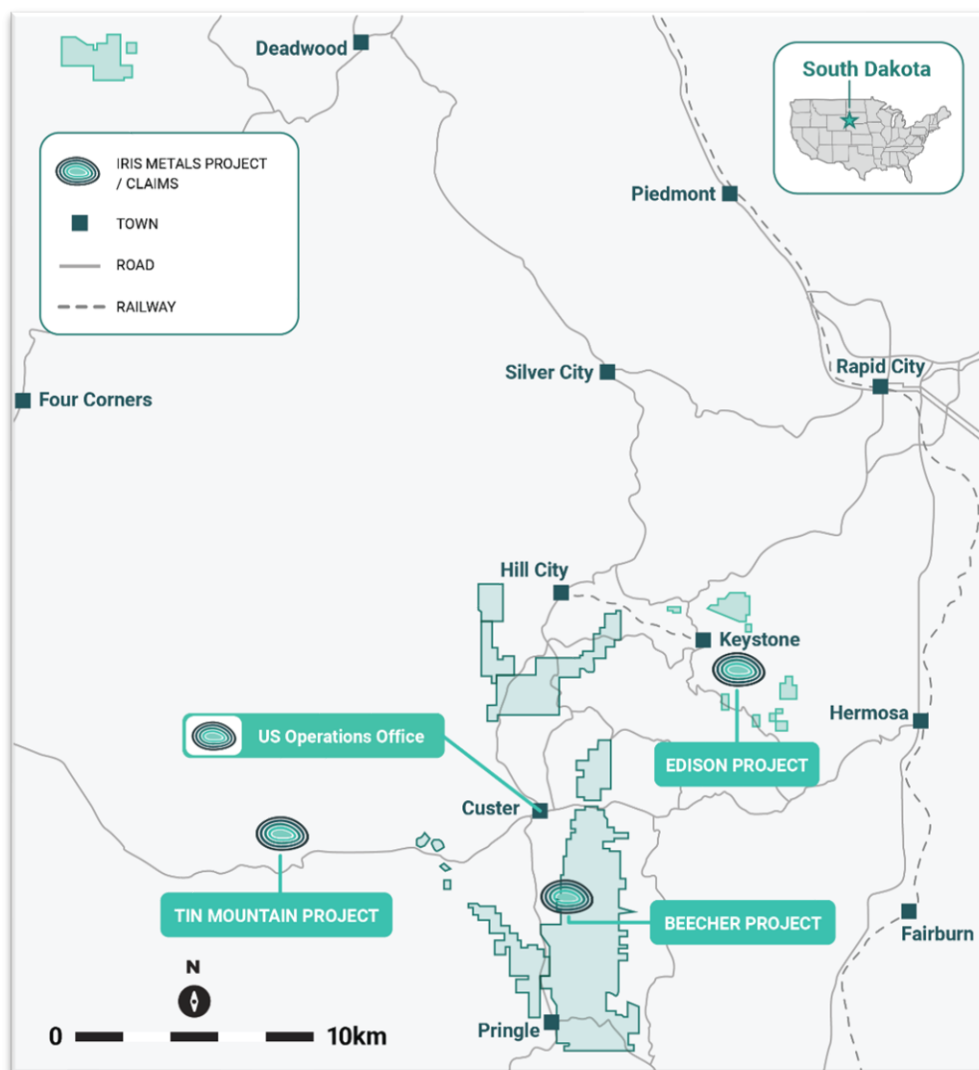 Deadwood
South Dakota
IRIS METALS PROJECT
/ CLAIMS
TOWN
ROAD
RAILWAY
Piedmont
Silver City
Rapid City
Four Corners
Hill City
Keystone
Hermosa
US Operations Office
EDISON PROJECT
Custer
TIN MOUNTAIN PROJECT
BEECHER PROJECT
Fairburn
N
0 10km
Pringle